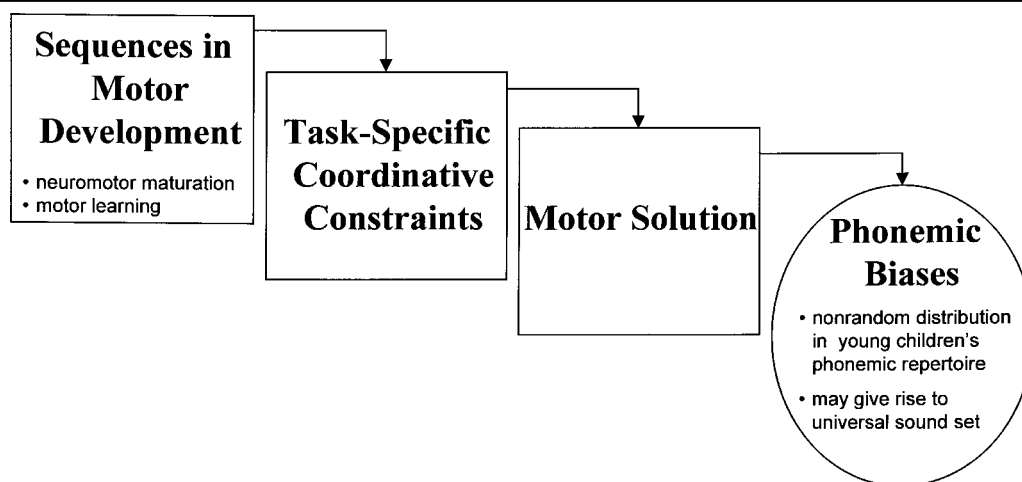 Sequences in
Motor
Development
• neuromotor maturation
• motor learning
Task-Specific
Coordinative
Constraints
Motor Solution
Phonemic
Biases
• nonrandom distribution
in young children's
phonemic repertoire
• may give rise to
universal sound set